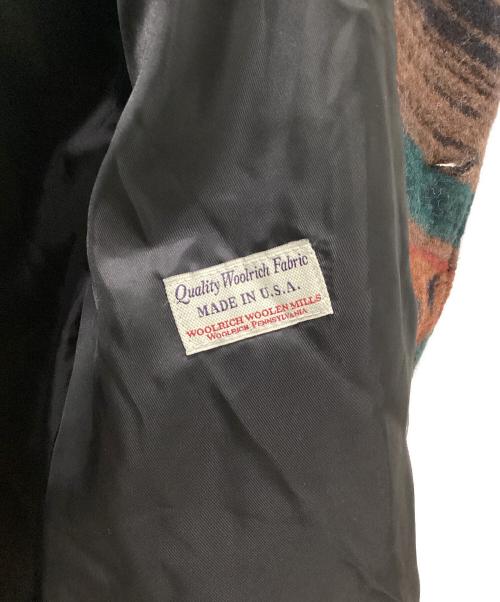 Quality Woolrich Fabric
MADE IN U.S.A.
WOOLRICH WOOLEN MILLS
WOOLRICH PENNSYLVANIA